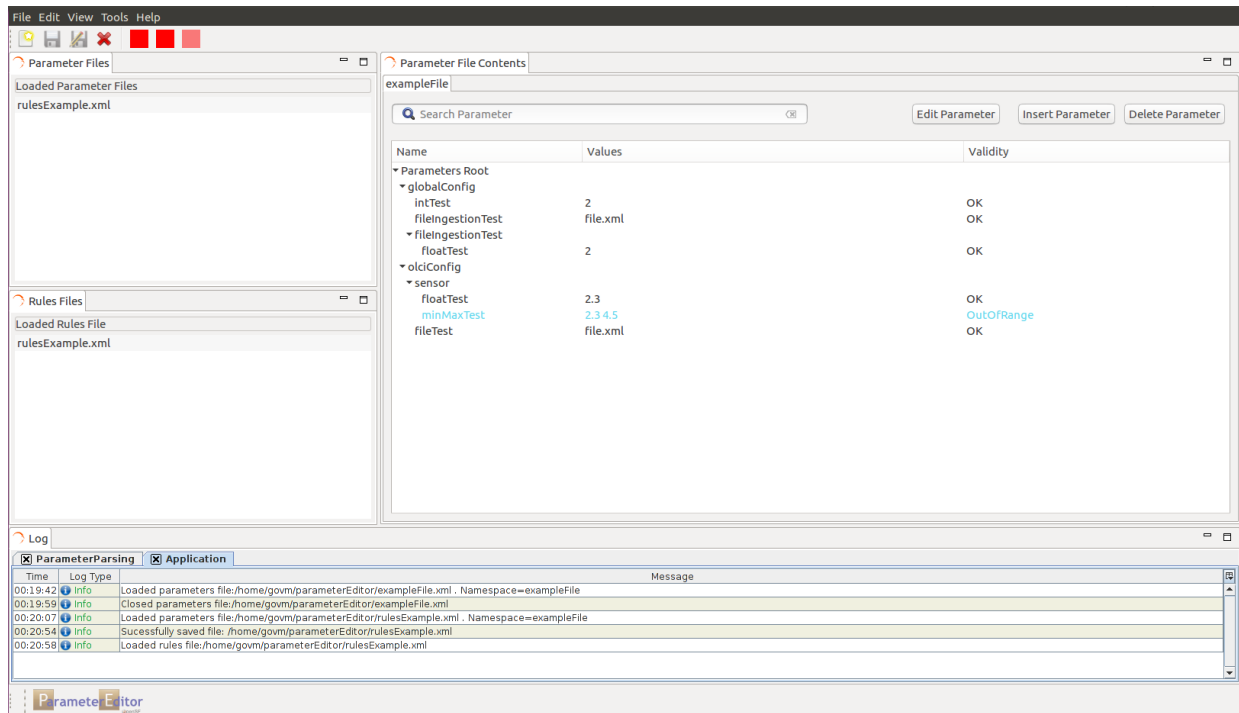 File Edit View Tools Help
Parameter Files
Loaded Parameter Files
rulesExample.xml
Rules Files
Loaded Rules File
rulesExample.xml
Parameter File Contents
exampleFile
Search Parameter
Edit Parameter Insert Parameter Delete Parameter
Name Values Validity
Parameters Root
globalConfig
intTest 2 OK
fileIngestionTest file.xml OK
fileIngestionTest
floatTest 2 OK
olciConfig
sensor
floatTest 2.3 OK
minMaxTest 2.3 4.5 OutOfRange
fileTest file.xml OK
Log
ParameterParsing Application
Time Log Type Message
00:19:42 Info Loaded parameters file:/home/govm/parameterEditor/exampleFile.xml . Namespace=exampleFile
00:19:59 Info Closed parameters file:/home/govm/parameterEditor/exampleFile.xml
00:20:07 Info Loaded parameters file:/home/govm/parameterEditor/rulesExample.xml . Namespace=exampleFile
00:20:54 Info Sucessfully saved file: /home/govm/parameterEditor/rulesExample.xml
00:20:58 Info Loaded rules file:/home/govm/parameterEditor/rulesExample.xml
ParameterEditor